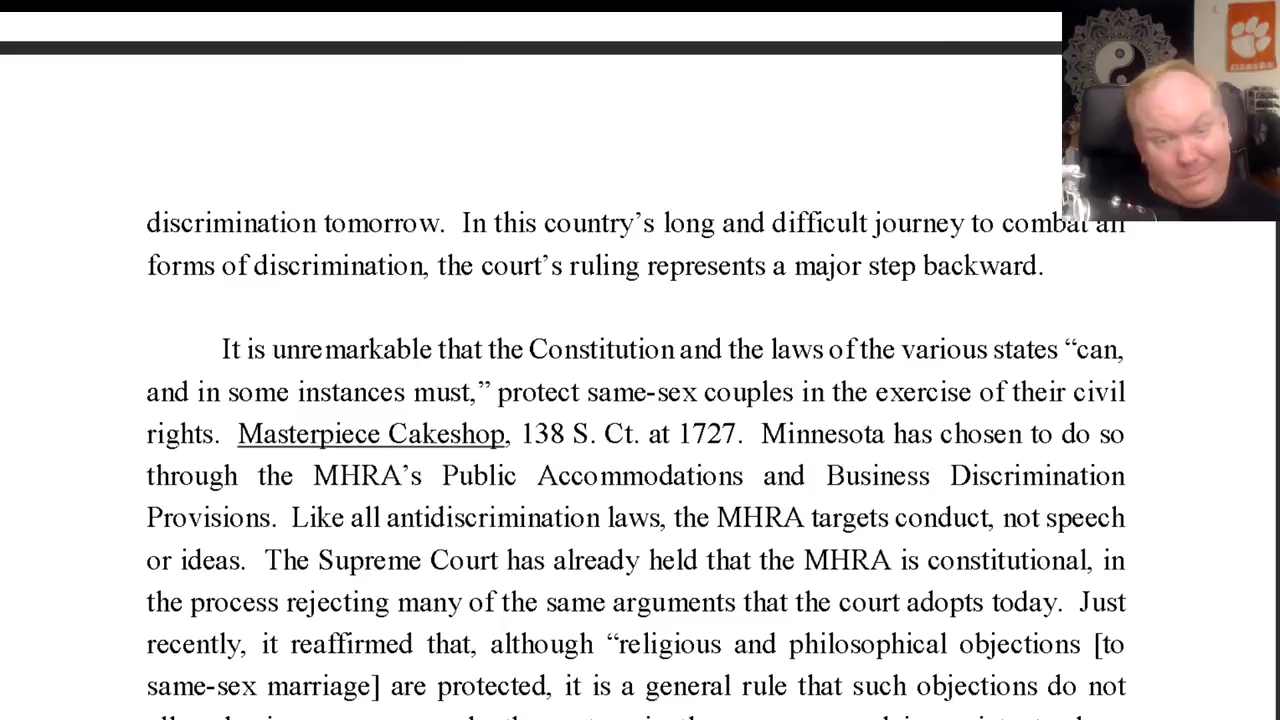 CLEMSON
discrimination tomorrow. In this country's long and difficult journey to combat all
forms of discrimination, the court's ruling represents a major step backward.
It is unremarkable that the Constitution and the laws of the various states “can,
and in some instances must,” protect same-sex couples in the exercise of their civil
rights. Masterpiece Cakeshop, 138 S. Ct. at 1727. Minnesota has chosen to do so
through the MHRA’s Public Accommodations and Business Discrimination
Provisions. Like all antidiscrimination laws, the MHRA targets conduct, not speech
or ideas. The Supreme Court has already held that the MHRA is constitutional, in
the process rejecting many of the same arguments that the court adopts today. Just
recently, it reaffirmed that, although “religious and philosophical objections [to
same-sex marriage] are protected, it is a general rule that such objections do not